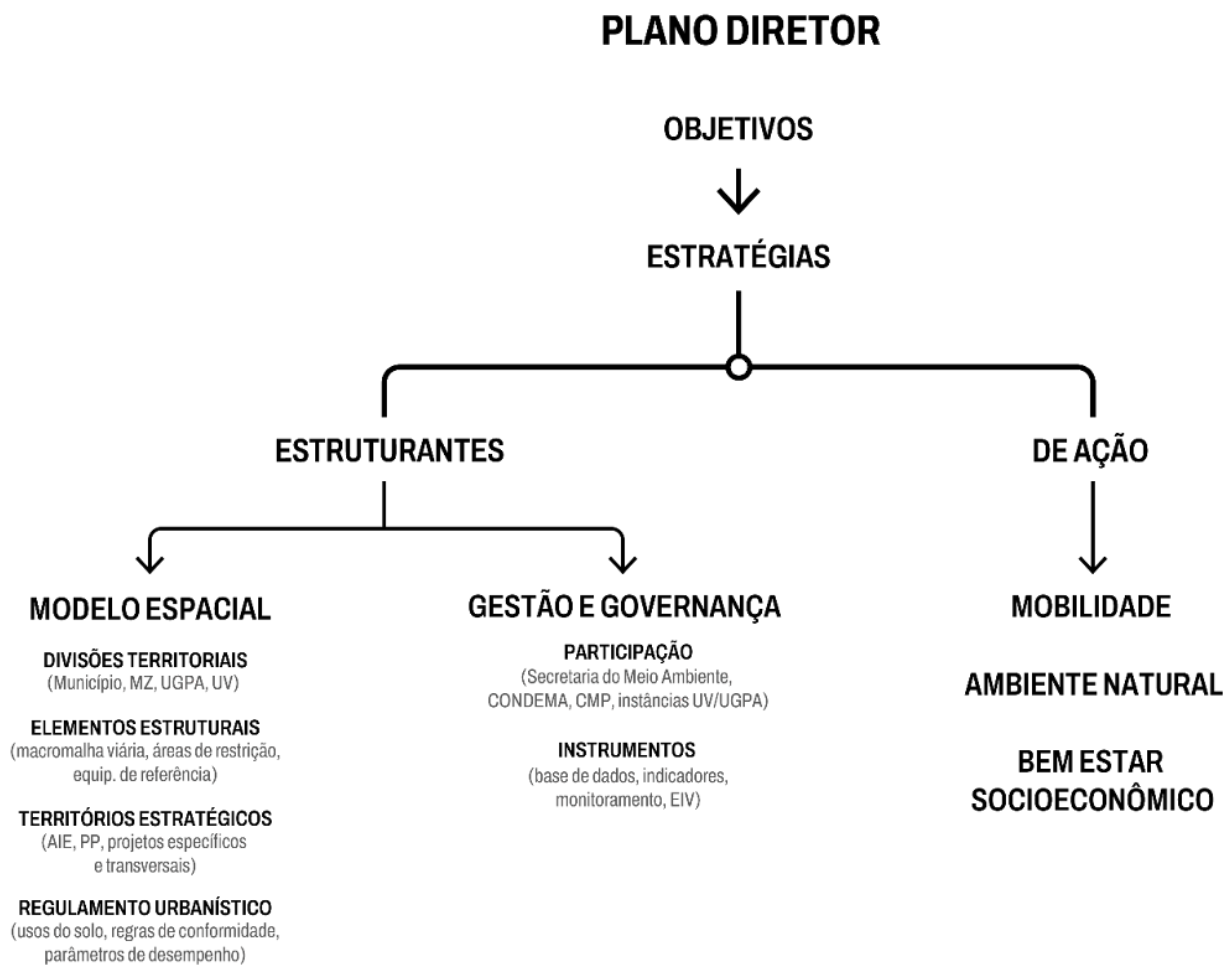 PLANO DIRETOR
OBJETIVOS
ESTRATÉGIAS
ESTRUTURANTES
DE AÇÃO
MODELO ESPACIAL
DIVISÕES TERRITORIAIS
(Município, MZ, UGPA, UV)
ELEMENTOS ESTRUTURAIS
(macromalha viária, áreas de restrição,
equip. de referência)
TERRITÓRIOS ESTRATÉGICOS
(AIE, PP, projetos específicos
e transversais)
REGULAMENTO URBANÍSTICO
(usos do solo, regras de conformidade,
parâmetros de desempenho)
GESTÃO E GOVERNANÇA
PARTICIPAÇÃO
(Secretaria do Meio Ambiente,
CONDEMA, CMP, instâncias UV/UGPA)
INSTRUMENTOS
(base de dados, indicadores,
monitoramento, EIV)
MOBILIDADE
AMBIENTE NATURAL
BEM ESTAR
SOCIOECONÔMICO